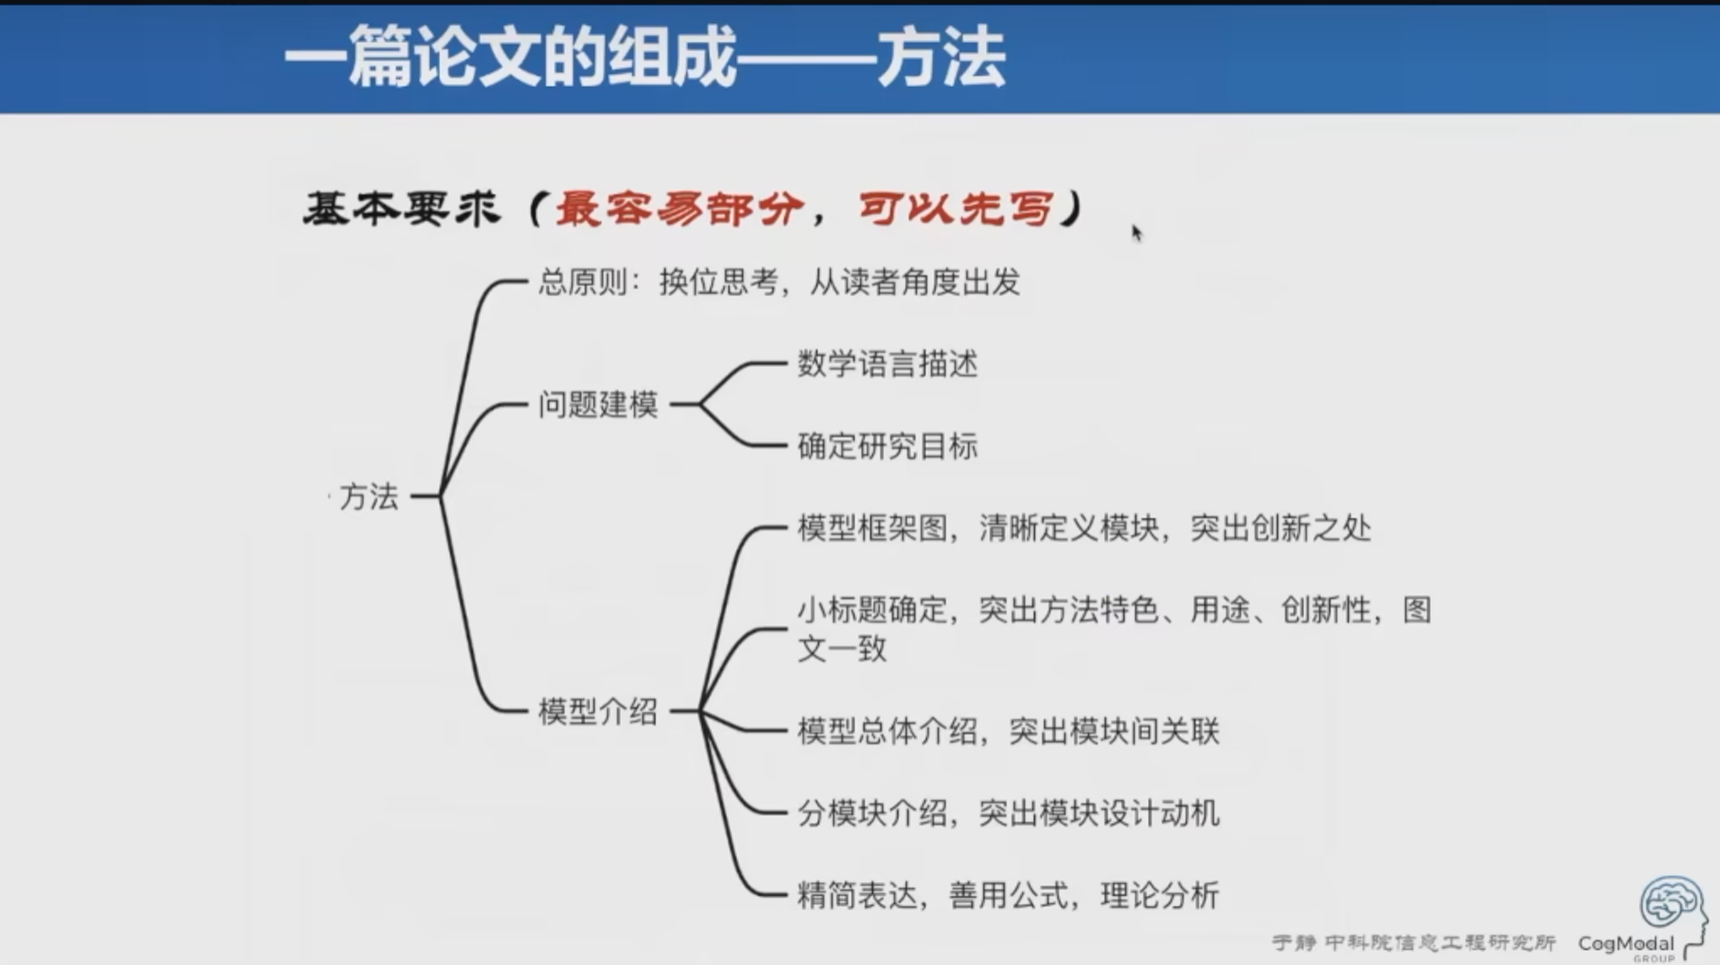 一篇论文的组成——方法
基本要求（最容易部分，可以先写）
总原则：换位思考，从读者角度出发
数学语言描述
问题建模
确定研究目标
方法
模型框架图，清晰定义模块，突出创新之处
小标题确定，突出方法特色、用途、创新性，图
文一致
模型介绍
模型总体介绍，突出模块间关联
分模块介绍，突出模块设计动机
精简表达，善用公式，理论分析
于静 中科院信息工程研究所
CogModal
GROUP